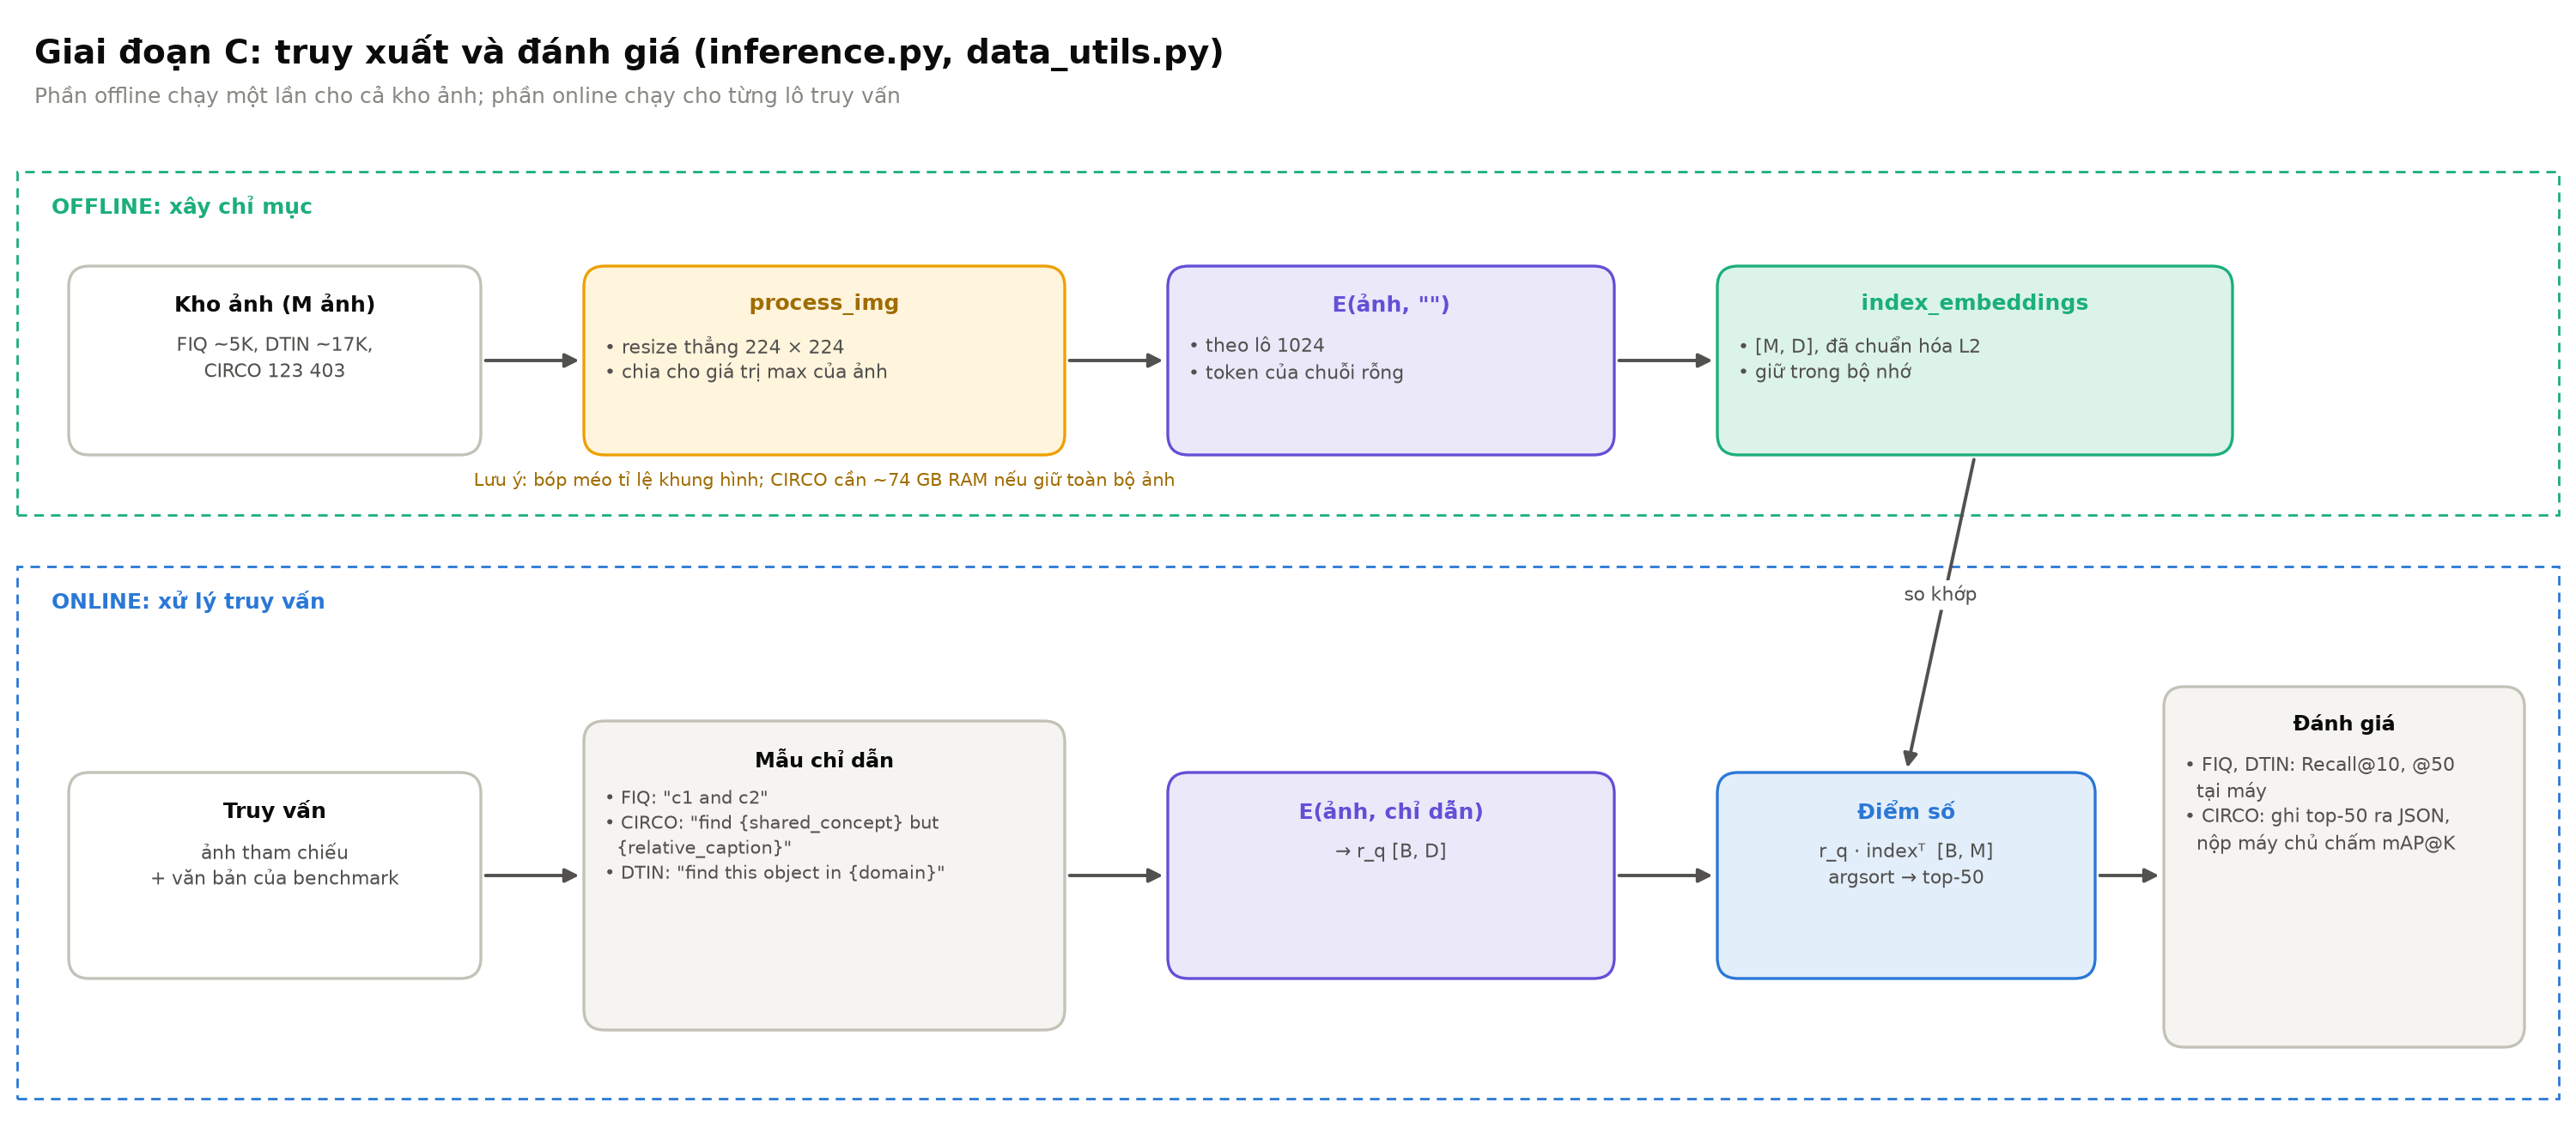 Giai đoạn C: truy xuất và đánh giá (inference.py, data_utils.py)
Phần offline chạy một lần cho cả kho ảnh; phần online chạy cho từng lô truy vấn
OFFLINE: xây chỉ mục
Kho ảnh (M ảnh)
FIQ ~5K, DTIN ~17K,
CIRCO 123 403
process_img
• resize thẳng 224 × 224
• chia cho giá trị max của ảnh
E(ảnh, "")
• theo lô 1024
• token của chuỗi rỗng
index_embeddings
• [M, D], đã chuẩn hóa L2
• giữ trong bộ nhớ
Lưu ý: bóp méo tỉ lệ khung hình; CIRCO cần ~74 GB RAM nếu giữ toàn bộ ảnh
so khớp
ONLINE: xử lý truy vấn
Truy vấn
ảnh tham chiếu
+ văn bản của benchmark
Mẫu chỉ dẫn
• FIQ: "c1 and c2"
• CIRCO: "find {shared_concept} but
{relative_caption}"
• DTIN: "find this object in {domain}"
E(ảnh, chỉ dẫn)
→ r_q [B, D]
Điểm số
r_q · indexᵀ [B, M]
argsort → top-50
Đánh giá
• FIQ, DTIN: Recall@10, @50
tại máy
• CIRCO: ghi top-50 ra JSON,
nộp máy chủ chấm mAP@K